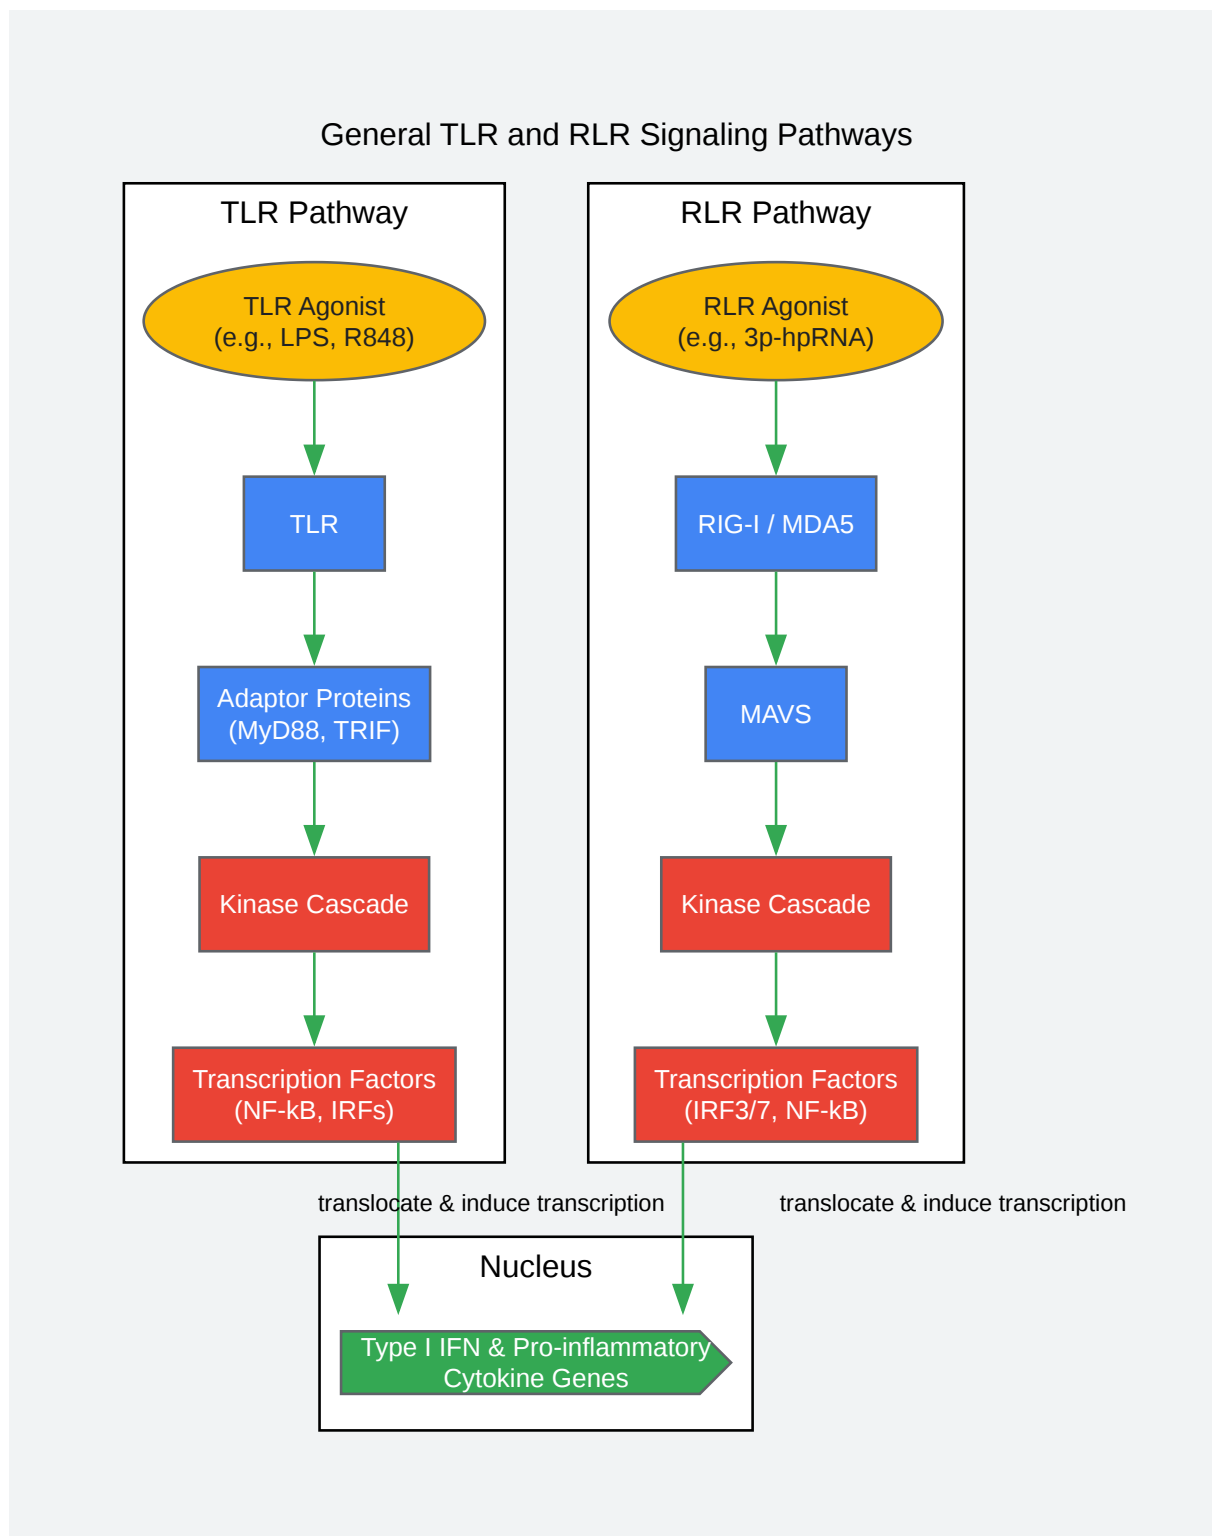 General TLR and RLR Signaling Pathways
TLR Pathway
TLR Agonist
(e.g., LPS, R848)
TLR
Adaptor Proteins
(MyD88, TRIF)
Kinase Cascade
Transcription Factors
(NF-kB, IRFs)
translocate & induce transcription
RLR Pathway
RLR Agonist
(e.g., 3p-hpRNA)
RIG-I / MDA5
MAVS
Kinase Cascade
Transcription Factors
(IRF3/7, NF-kB)
translocate & induce transcription
Nucleus
Type I IFN & Pro-inflammatory
Cytokine Genes